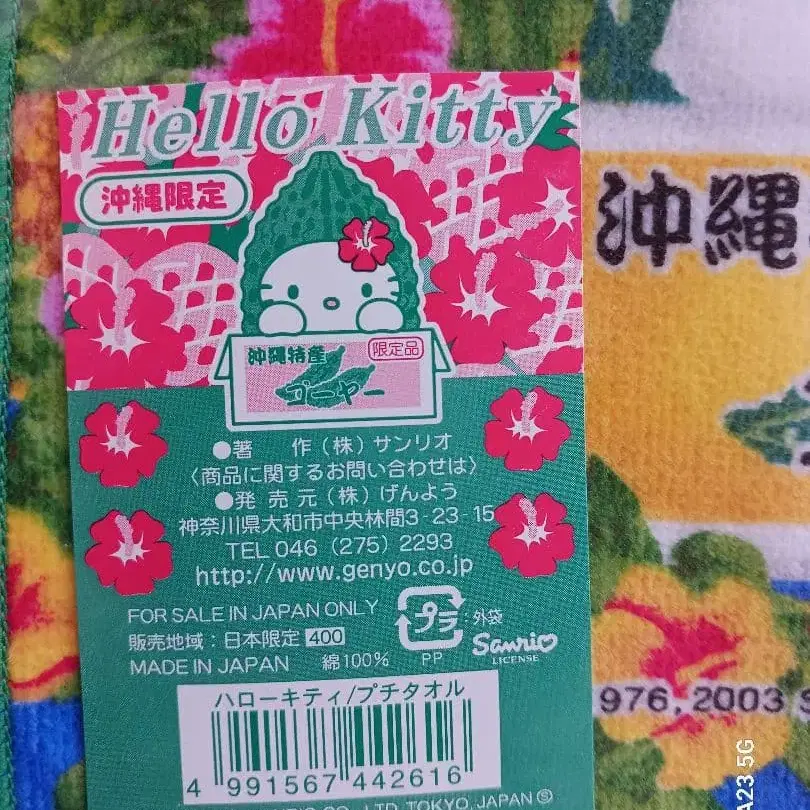 Hello Kitty
沖縄限定
沖縄
沖縄特産
限定品
ゴーヤー
●著 作(株)サンリオ
〈商品に関するお問い合わせは〉
●発 売 元(株)げんよう
神奈川県大和市中央林間3-23-15
TEL 046 (275) 2293
http://www.genyo.co.jp
FOR SALE IN JAPAN ONLY
販売地域:日本限定 400
MADE IN JAPAN 綿100%
プラ
:外袋
PP
Sanrio
LICENSE
ハローキティ/プチタオル
4 991567 442616
CO., LTD. TOKYO, JAPAN Ⓢ
976,2003 S
A23 5G